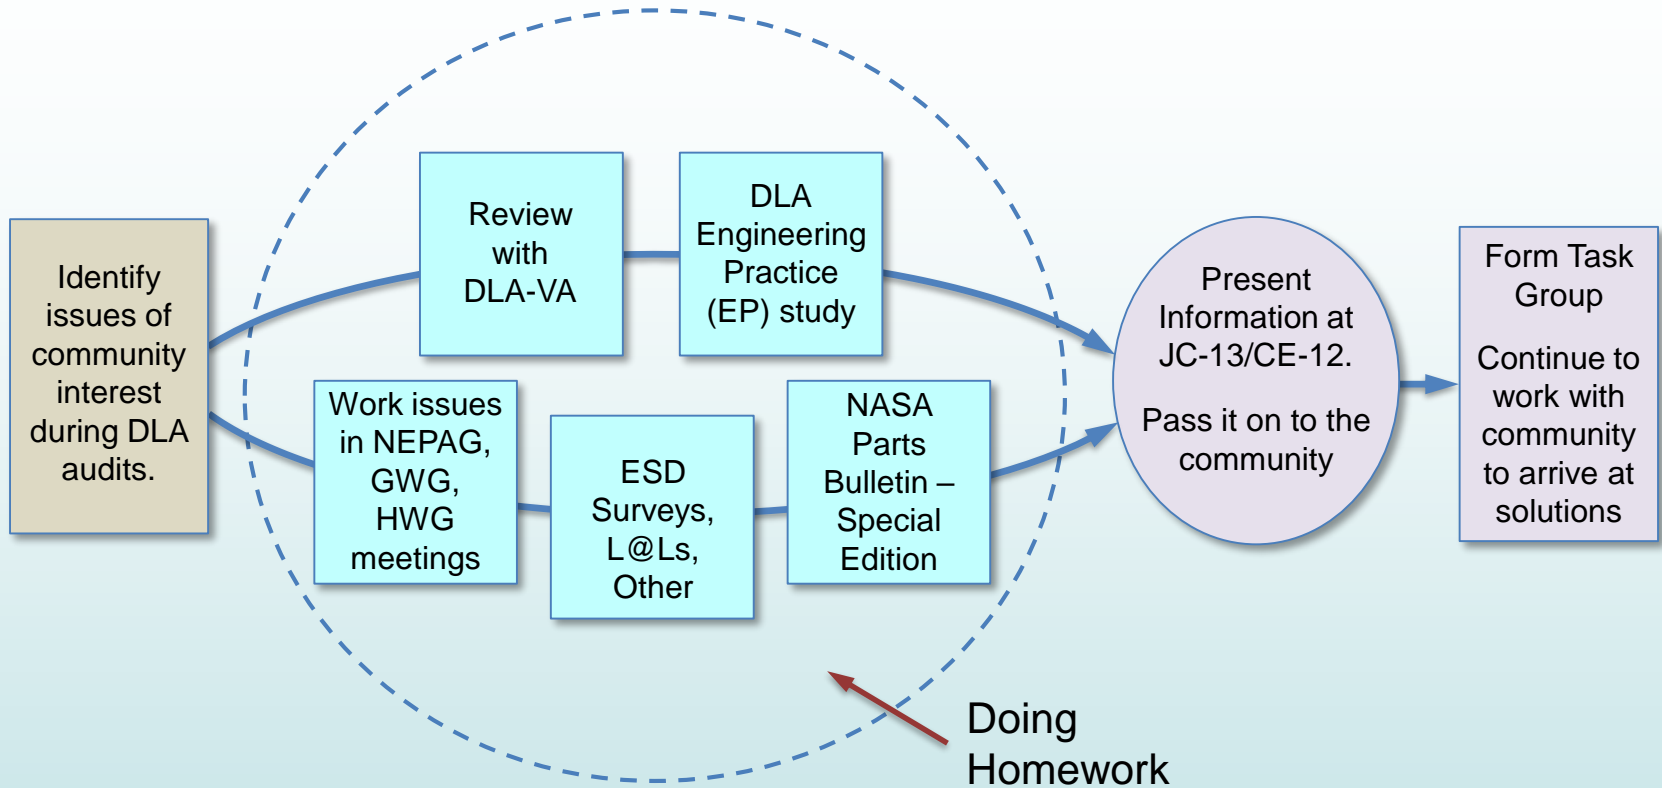 Identify
issues of
community
interest
during DLA
audits.
Review
with
DLA-VA
DLA
Engineering
Practice
(EP) study
Work issues
in NEPAG,
GWG,
HWG
meetings
ESD
Surveys,
L@Ls,
Other
NASA
Parts
Bulletin –
Special
Edition
Present
Information at
JC-13/CE-12.
Pass it on to the
community
Form Task
Group
Continue to
work with
community
to arrive at
solutions
Doing
Homework